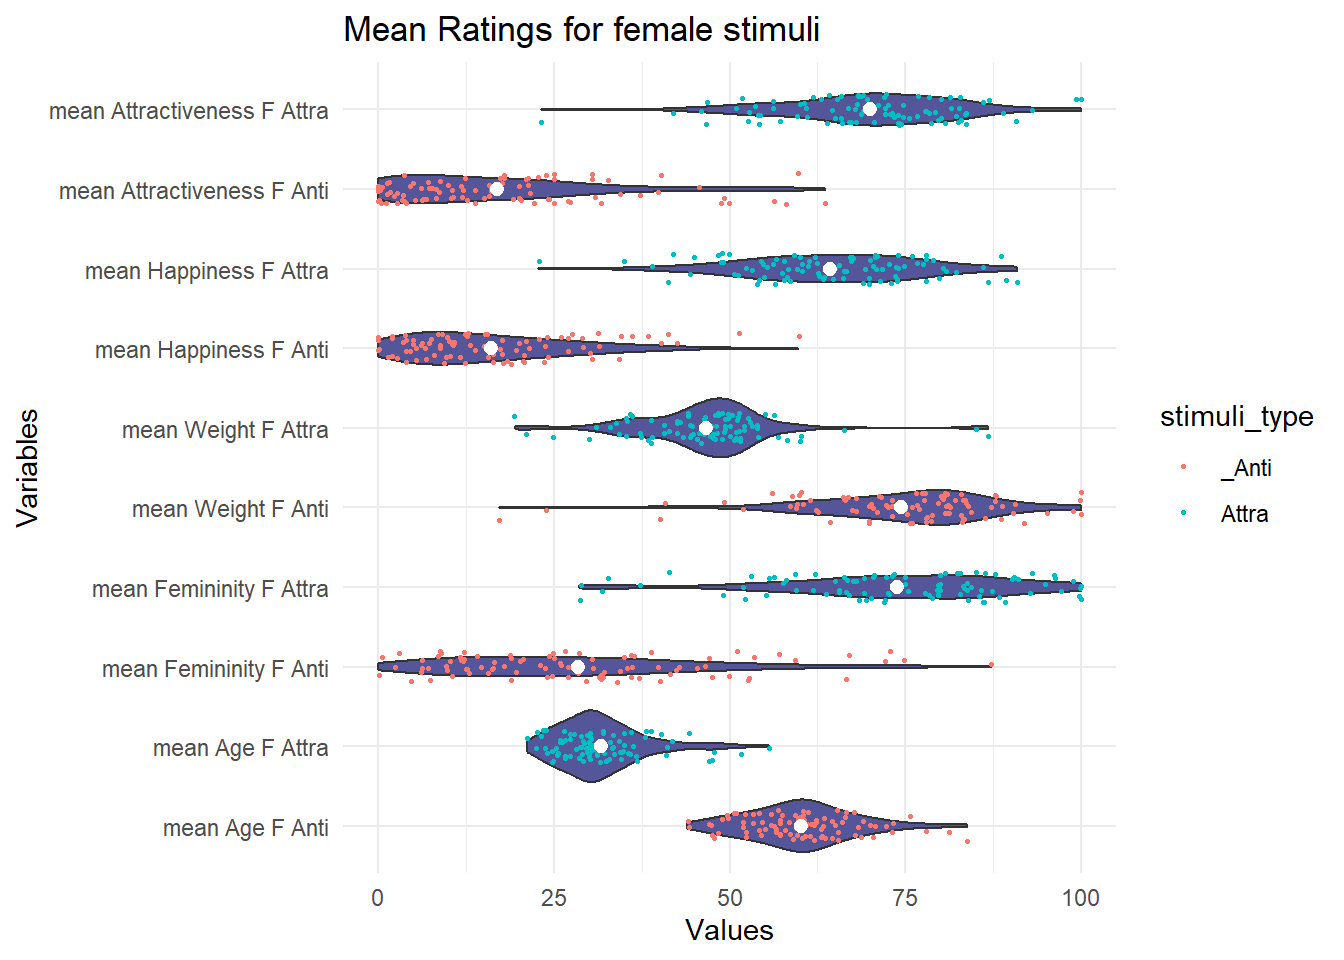 Mean Ratings for female stimuli
mean Attractiveness F Attra
mean Attractiveness F Anti
mean Happiness F Attra
mean Happiness F Anti
mean Weight F Attra
mean Weight F Anti
mean Femininity F Attra
mean Femininity F Anti
mean Age F Attra
mean Age F Anti
Variables
0 25 50 75 100
Values
stimuli_type
_Anti
Attra